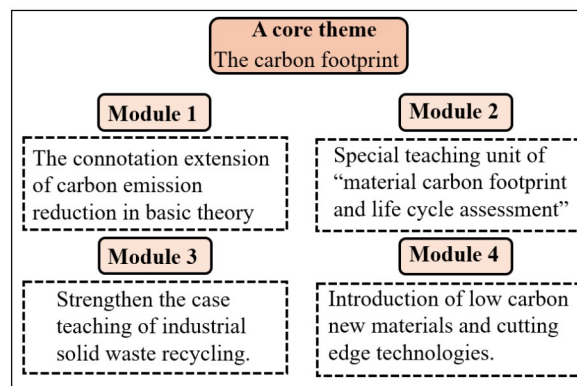 A core theme
The carbon footprint
Module 1
The connotation extension
of carbon emission
reduction in basic theory
Module 2
Special teaching unit of
“material carbon footprint
and life cycle assessment”
Module 3
Strengthen the case
teaching of industrial
solid waste recycling.
Module 4
Introduction of low carbon
new materials and cutting
edge technologies.